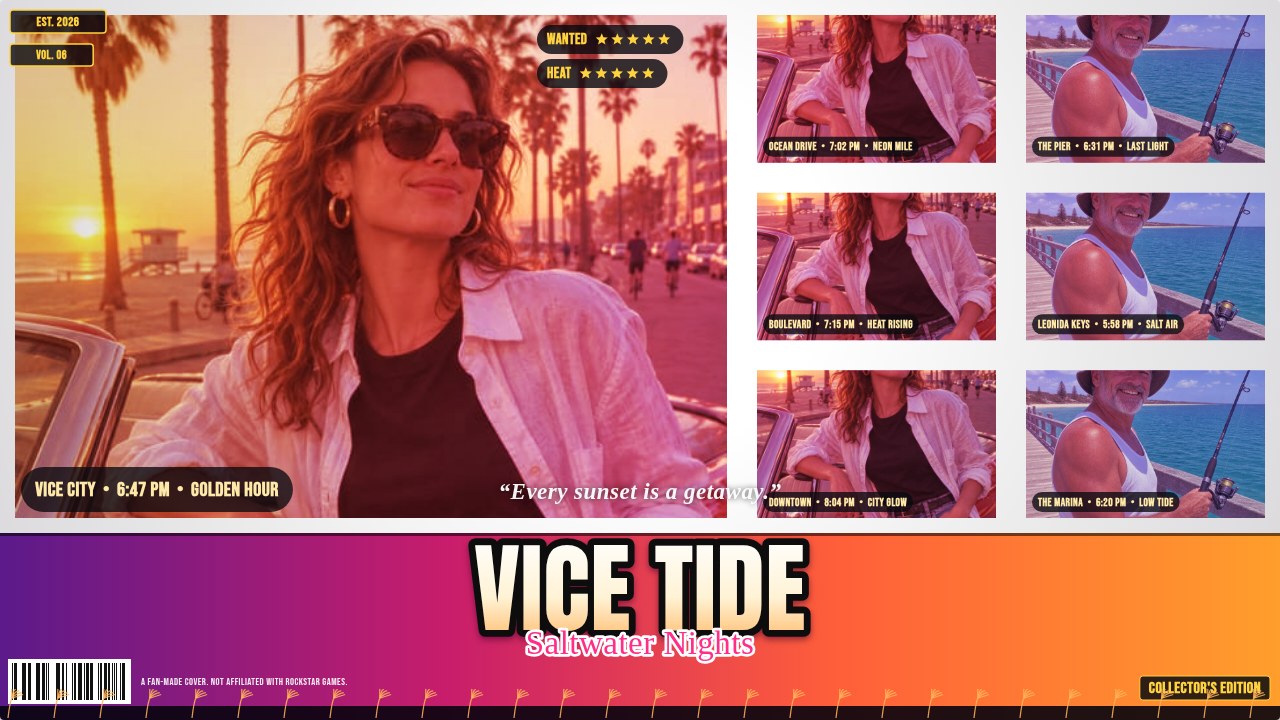 EST. 2026
VOL. 06
WANTED ★★★★★
HEAT ★★★★★
VICE CITY • 6:47 PM • GOLDEN HOUR
“Every sunset is a getaway.”
OCEAN DRIVE • 7:02 PM • NEON MILE
THE PIER • 6:31 PM • LAST LIGHT
BOULEVARD • 7:15 PM • HEAT RISING
LEONIDA KEYS • 5:58 PM • SALT AIR
DOWNTOWN • 8:04 PM • CITY GLOW
THE MARINA • 6:20 PM • LOW TIDE
VICE TIDE
Saltwater Nights
A FAN-MADE COVER. NOT AFFILIATED WITH ROCKSTAR GAMES.
COLLECTOR'S EDITION